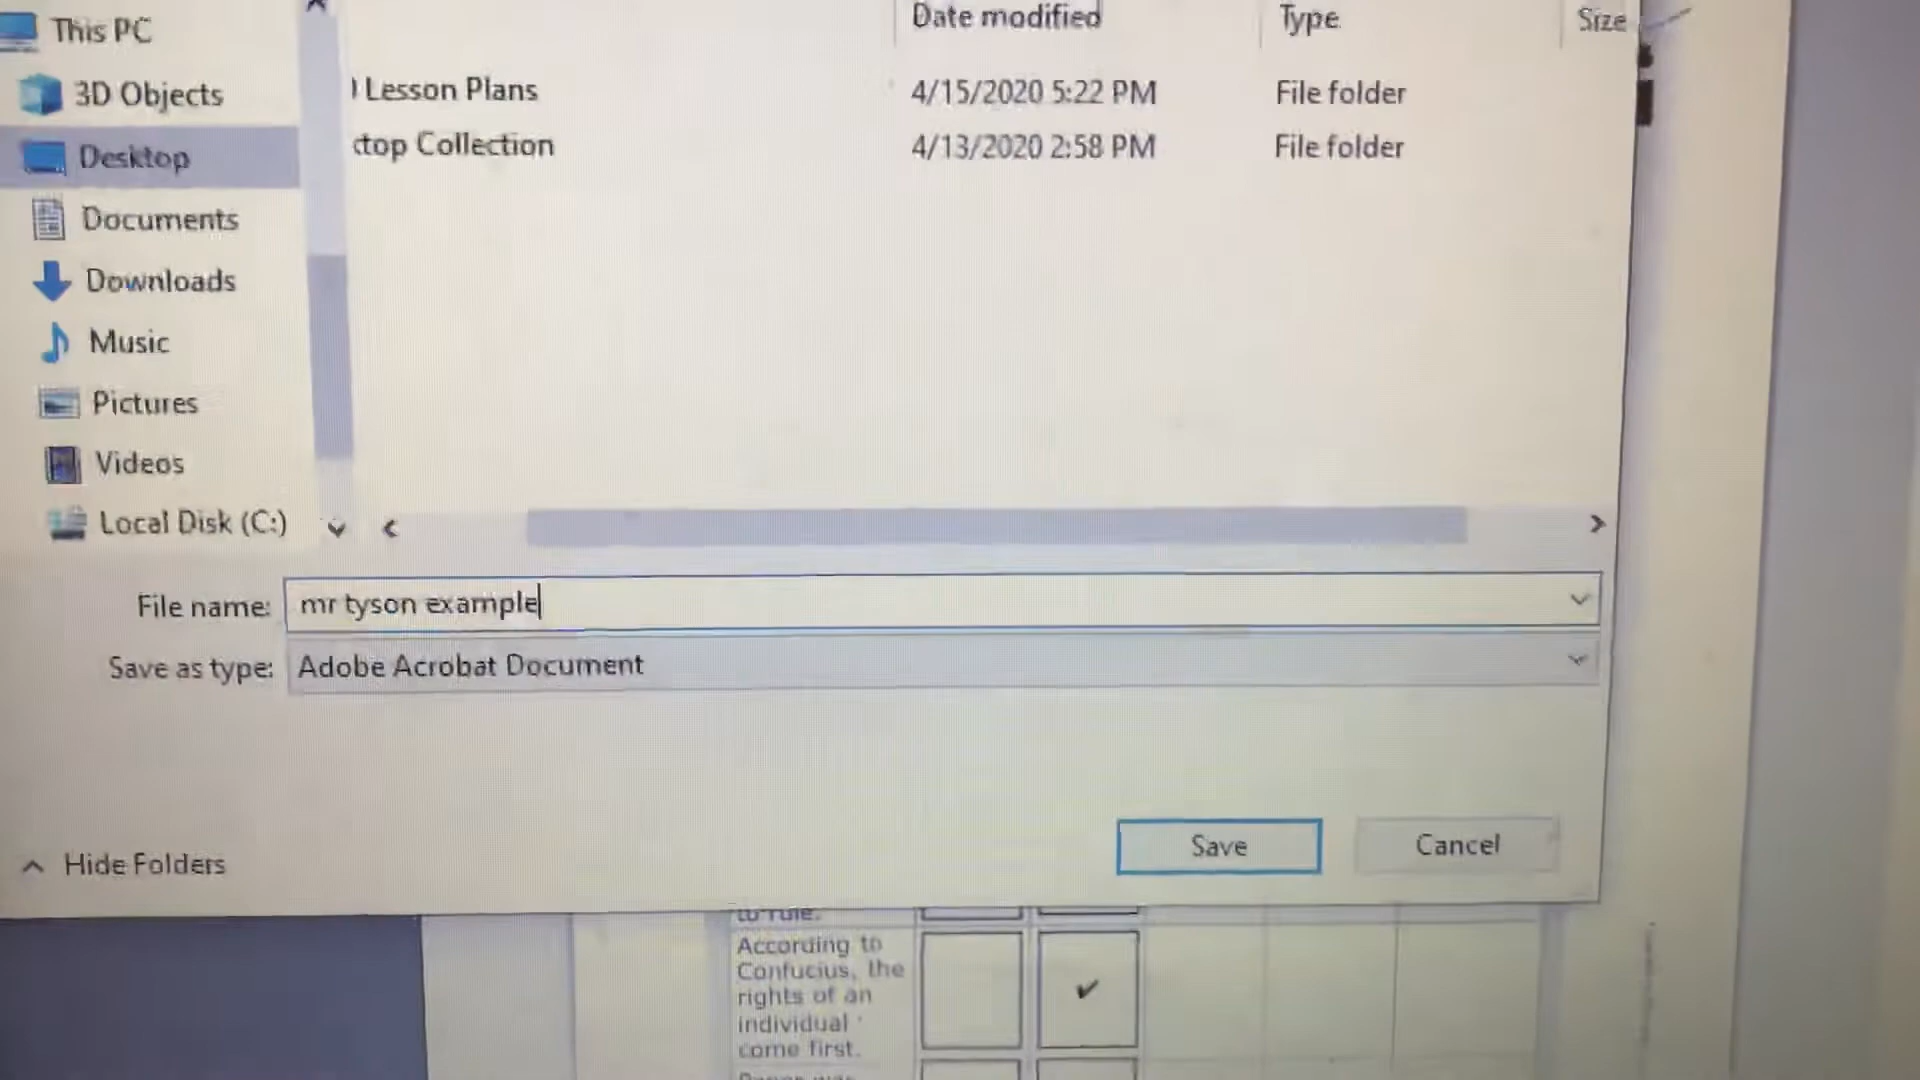 This PC
Date modified
Type
Size
3D Objects
Lesson Plans
4/15/2020 5:22 PM
File folder
Desktop
top Collection
4/13/2020 2:58 PM
File folder
Documents
Downloads
Music
Pictures
Videos
Local Disk (C:)
File name:
mr tyson example
Save as type:
Adobe Acrobat Document
Save
Cancel
Hide Folders
to rule.
According to
Confucius, the
rights of an
individual
come first.